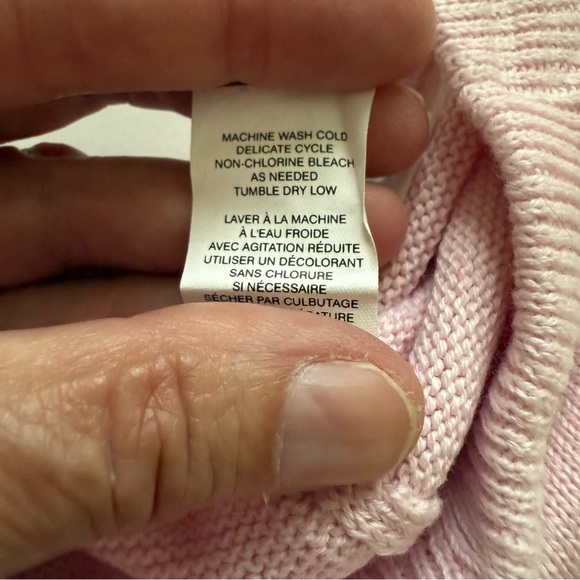 MACHINE WASH COLD
DELICATE CYCLE
NON-CHLORINE BLEACH
AS NEEDED
TUMBLE DRY LOW
LAVER À LA MACHINE
À L'EAU FROIDE
AVEC AGITATION RÉDUITE
UTILISER UN DÉCOLORANT
SANS CHLORURE
SI NÉCESSAIRE
SÉCHER PAR CULBUTAGE